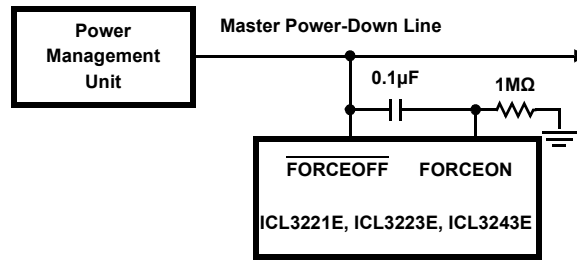 Power
Management
Unit
Master Power-Down Line
0.1µF
1MΩ
FORCEOFF FORCEON
ICL3221E, ICL3223E, ICL3243E